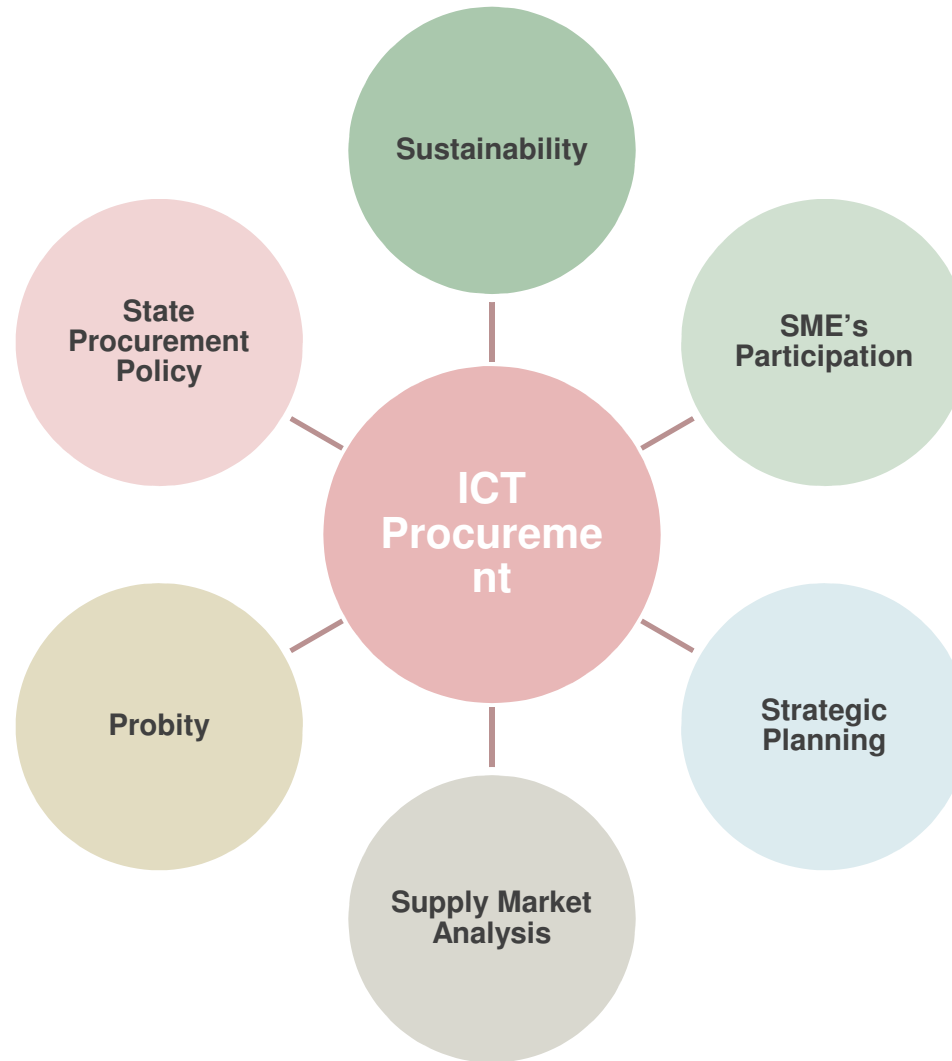 Sustainability
State
Procurement
Policy
SME’s
Participation
ICT
Procureme
nt
Probity
Strategic
Planning
Supply Market
Analysis